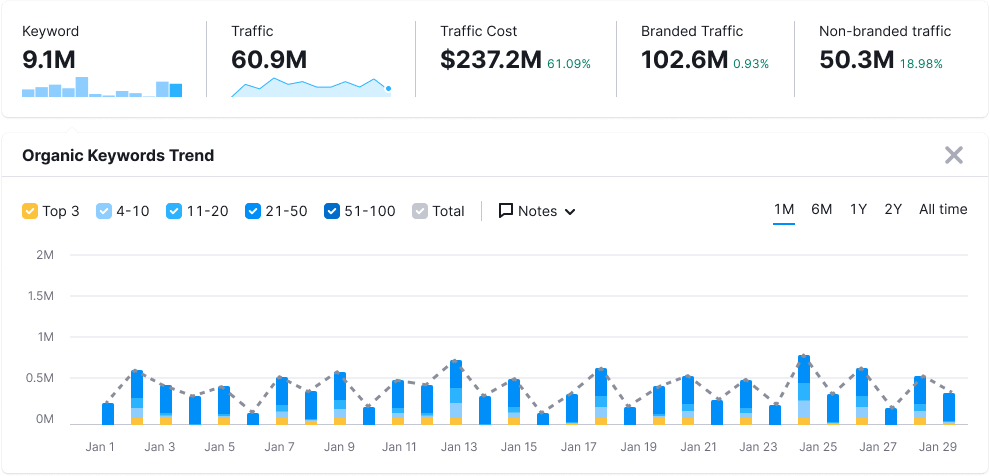 Keyword
9.1M
Traffic
60.9M
Traffic Cost
$237.2M 61.09%
Branded Traffic
102.6M 0.93%
Non-branded traffic
50.3M 18.98%
Organic Keywords Trend
Top 3 4-10 11-20 21-50 51-100 Total Notes
1M 6M 1Y 2Y All time
2M
1.5M
1M
0.5M
0M
Jan 1 Jan 3 Jan 5 Jan 7 Jan 9 Jan 11 Jan 13 Jan 15 Jan 17 Jan 19 Jan 21 Jan 23 Jan 25 Jan 27 Jan 29